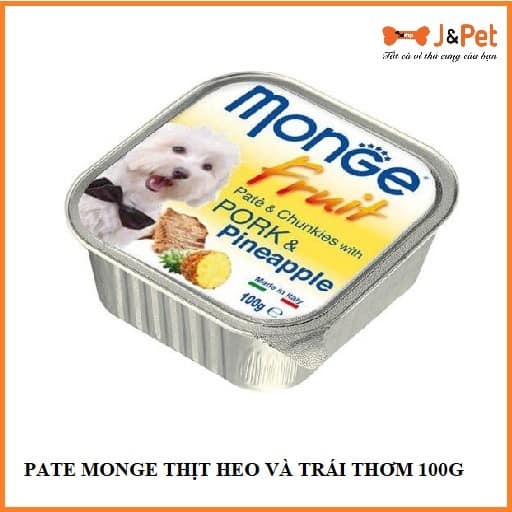 J&Pet
Tất cả vì thú cưng của bạn
monge
Fruit
Patè & Chunkies with
PORK &
Pineapple
Made in Italy
100g e
PATE MONGE THỊT HEO VÀ TRÁI THƠM 100G